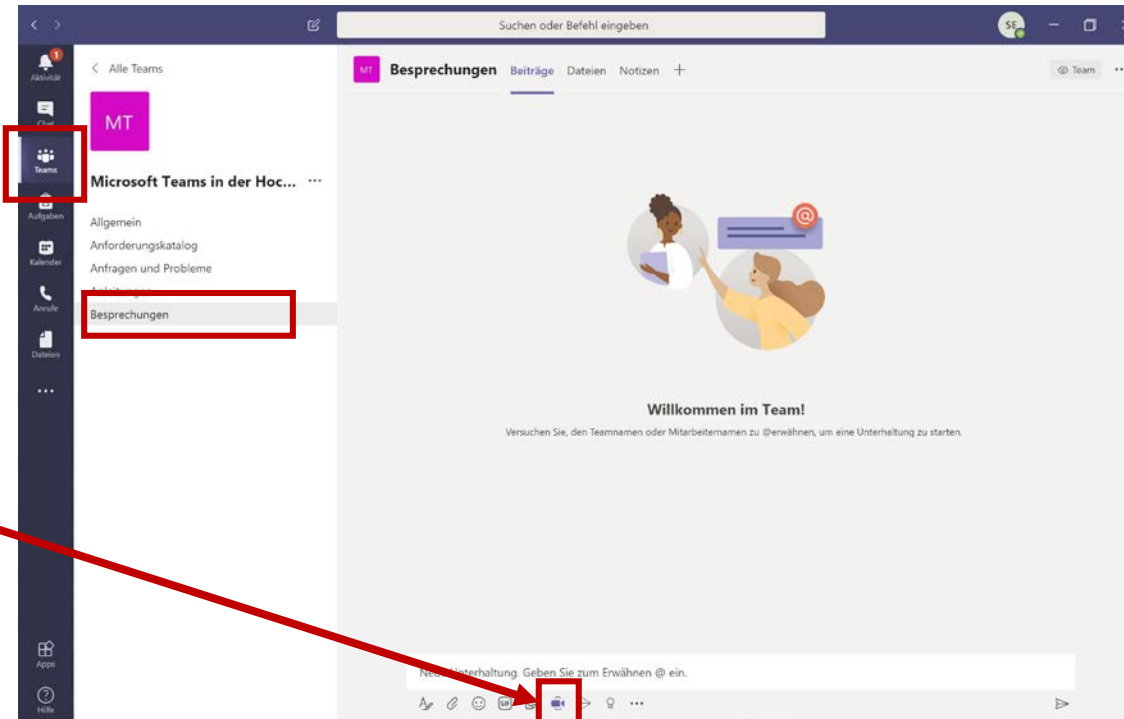 Suchen oder Befehl eingeben
SE
1
Aktivität
Chat
Teams
Aufgaben
Kalender
Anrufe
Dateien
Apps
Hilfe
Alle Teams
MT
Microsoft Teams in der Hoc... ...
Allgemein
Anforderungskatalog
Anfragen und Probleme
Besprechungen
MT Besprechungen Beiträge Dateien Notizen +
Team
@
Willkommen im Team!
Versuchen Sie, den Teamnamen oder Mitarbeiternamen zu @erwähnen, um eine Unterhaltung zu starten.
Unterhaltung. Geben Sie zum Erwähnen @ ein.
GIF